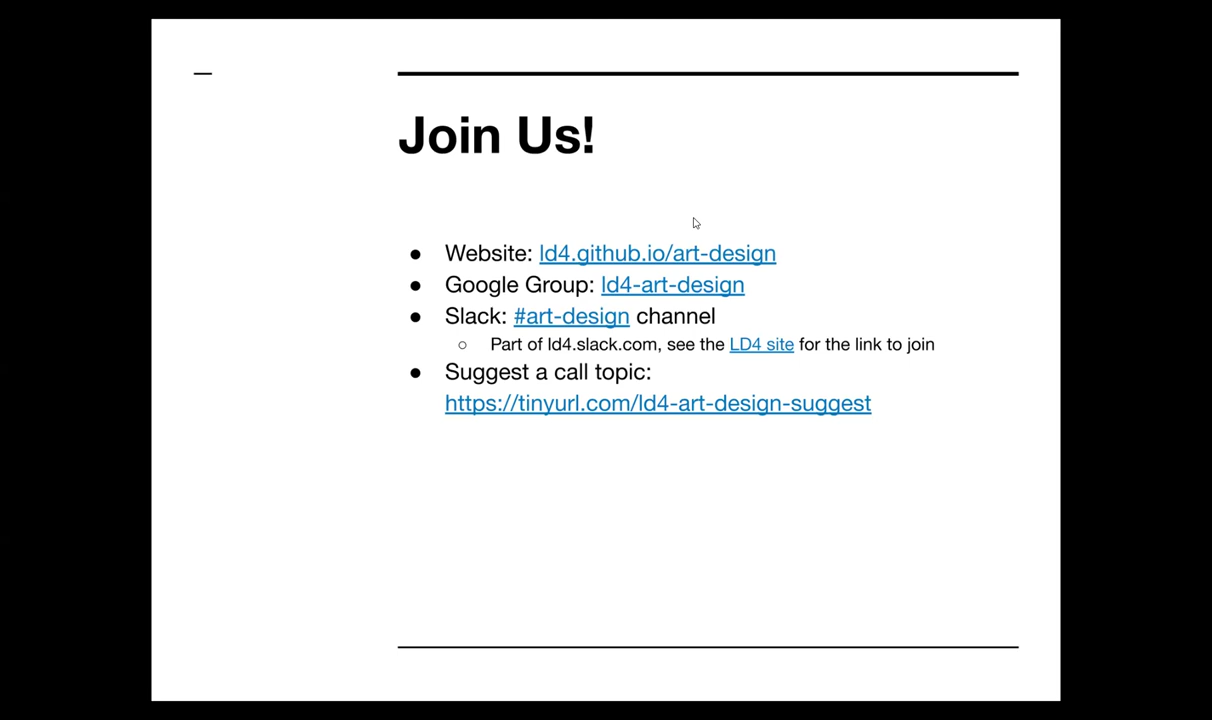 Join Us!
● Website: ld4.github.io/art-design
● Google Group: ld4-art-design
● Slack: #art-design channel
○ Part of ld4.slack.com, see the LD4 site for the link to join
● Suggest a call topic:
https://tinyurl.com/ld4-art-design-suggest